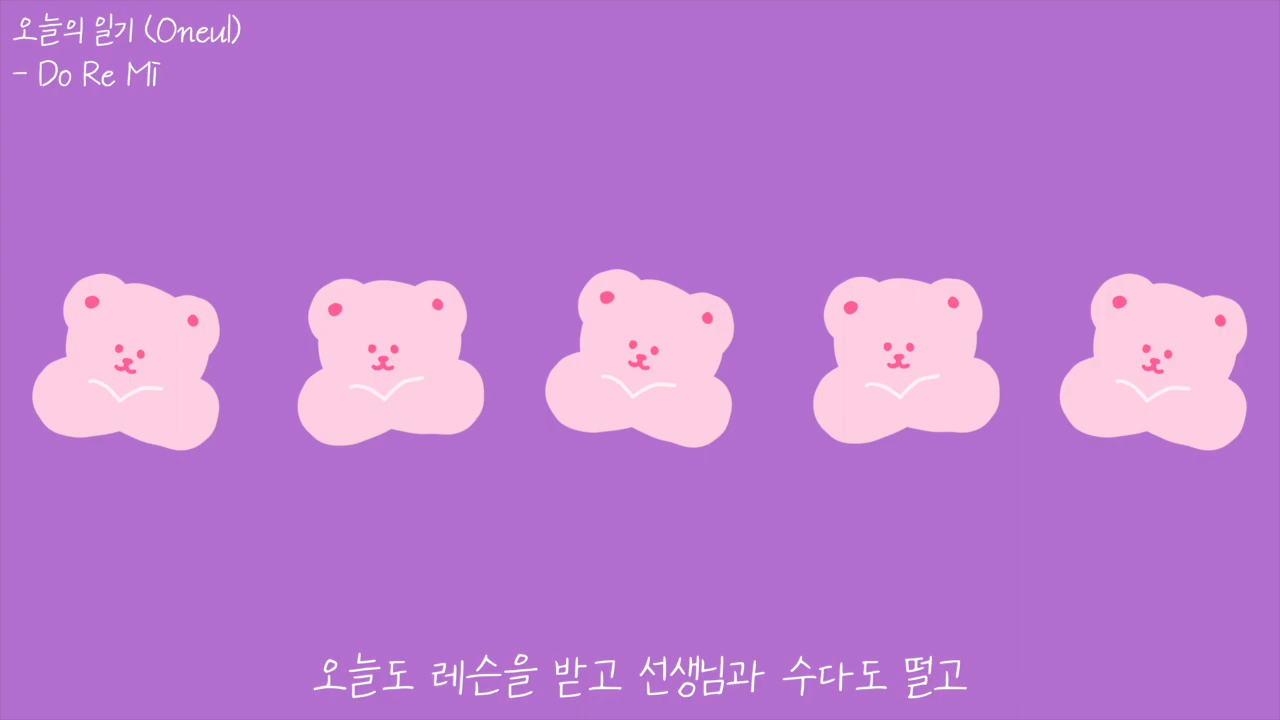 오늘의 일기 (Oneul)
- Do Re Mi
오늘도 레슨을 받고 선생님과 수다도 떨고